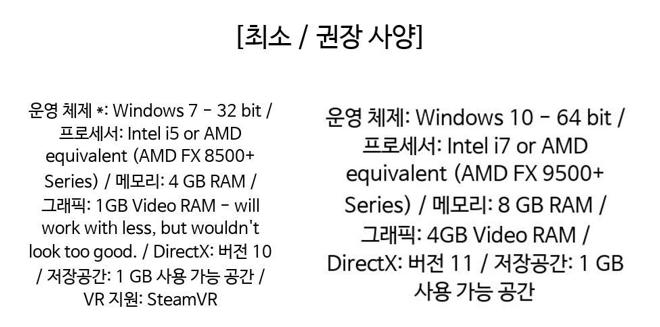 [최소 / 권장 사양]
운영 체제 *: Windows 7 - 32 bit /
프로세서: Intel i5 or AMD
equivalent (AMD FX 8500+
Series) / 메모리: 4 GB RAM /
그래픽: 1GB Video RAM - will
work with less, but wouldn't
look too good. / DirectX: 버전 10
/ 저장공간: 1 GB 사용 가능 공간 /
VR 지원: SteamVR
운영 체제: Windows 10 - 64 bit /
프로세서: Intel i7 or AMD
equivalent (AMD FX 9500+
Series) / 메모리: 8 GB RAM /
그래픽: 4GB Video RAM /
DirectX: 버전 11 / 저장공간: 1 GB
사용 가능 공간